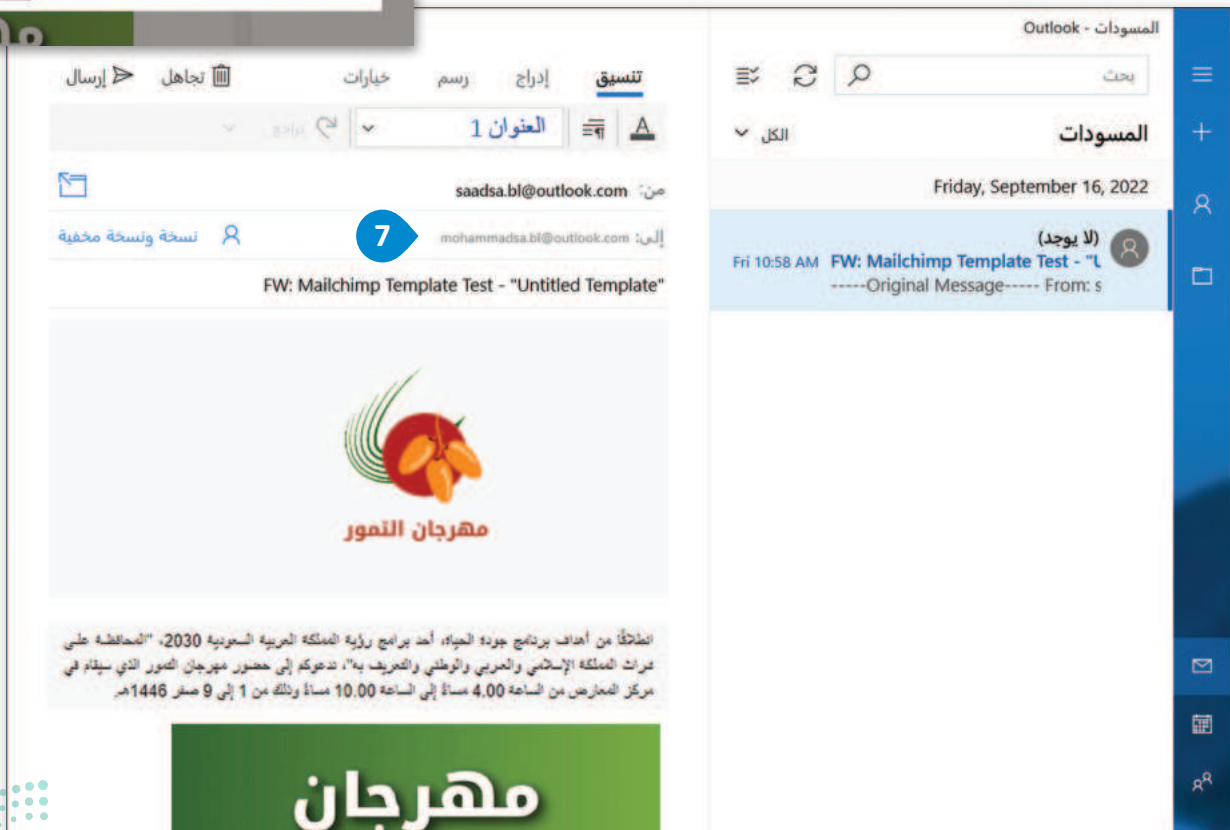 المسودات - Outlook
بحث
المسودات
الكل
Friday, September 16, 2022
(لا يوجد)
FW: Mailchimp Template Test - "U
Fri 10:58 AM
-----Original Message----- From: s
تنسيق
إدراج
رسم
خيارات
تجاهل
إرسال
العنوان 1
تراجع
من: saadsa.bl@outlook.com
إلى: mohammadsa.bl@outlook.com
7
نسخة ونسخة مخفية
FW: Mailchimp Template Test - "Untitled Template"
مهرجان التمور
انطلاقًا من أهداف برنامج جودة الحياة، أحد برامج رؤية المملكة العربية السعودية 2030، "المحافظة على
تراث المملكة الإسلامي والعربي والوطني والتعريف به"، ندعوكم إلى حضور مهرجان التمور الذي سيقام في
مركز المعارض من الساعة 4.00 مساءً إلى الساعة 10.00 مساءً وذلك من 1 إلى 9 صفر 1446هـ.
مهرجان